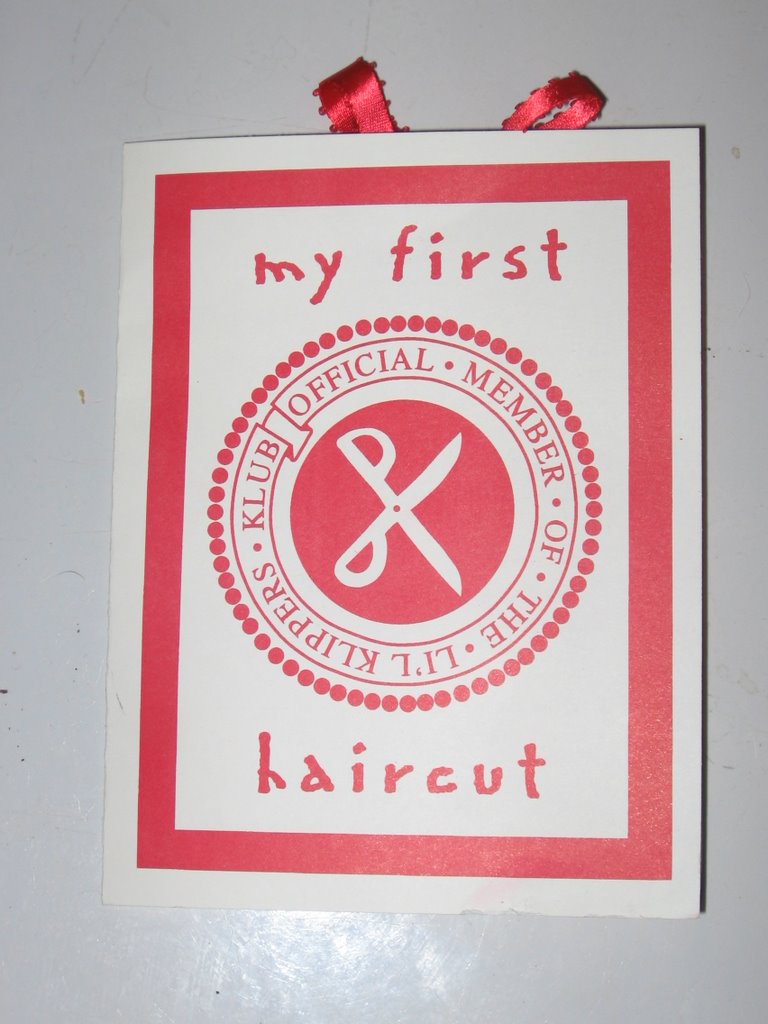 my first
OFFICIAL • MEMBER • OF • THE • LI'L KLIPPERS • KLUB
haircut